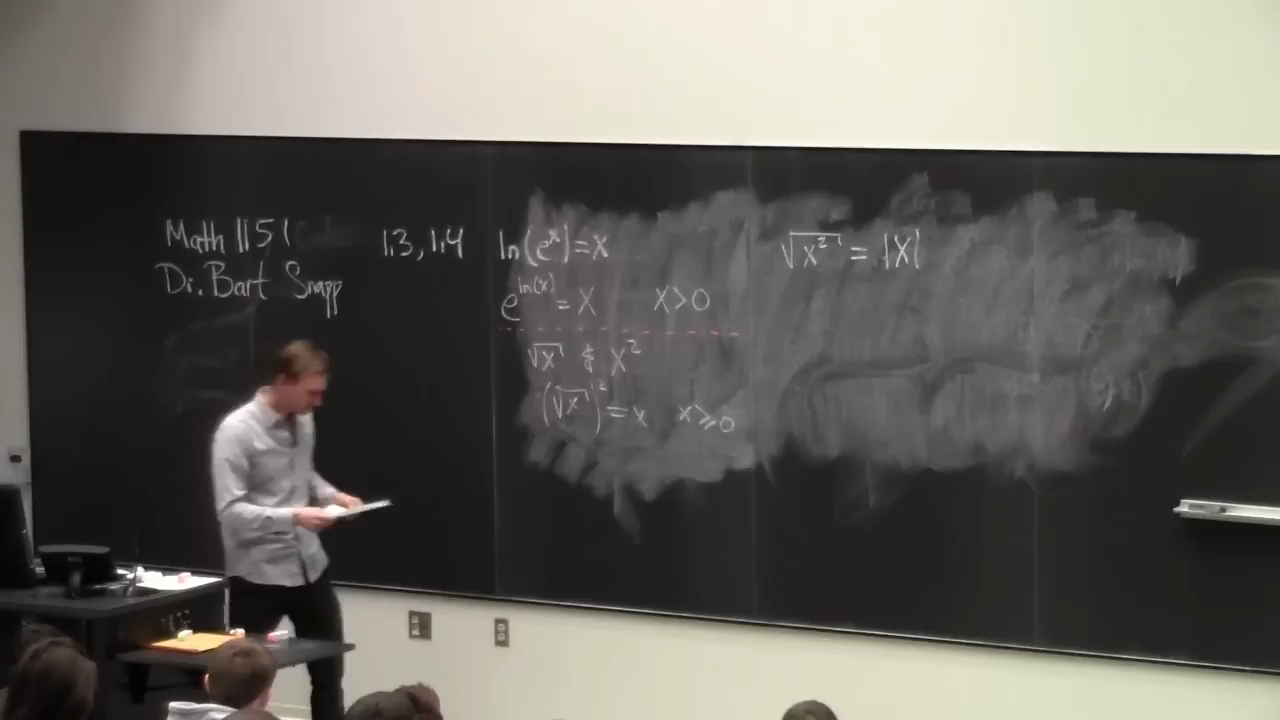 Math 1151
Dr. Bart Snapp
1.3, 1.4
ln(e^x) = x
e^ln(x) = x x > 0
√x & x²
(√x)² = x x ≥ 0
√x² = |x|